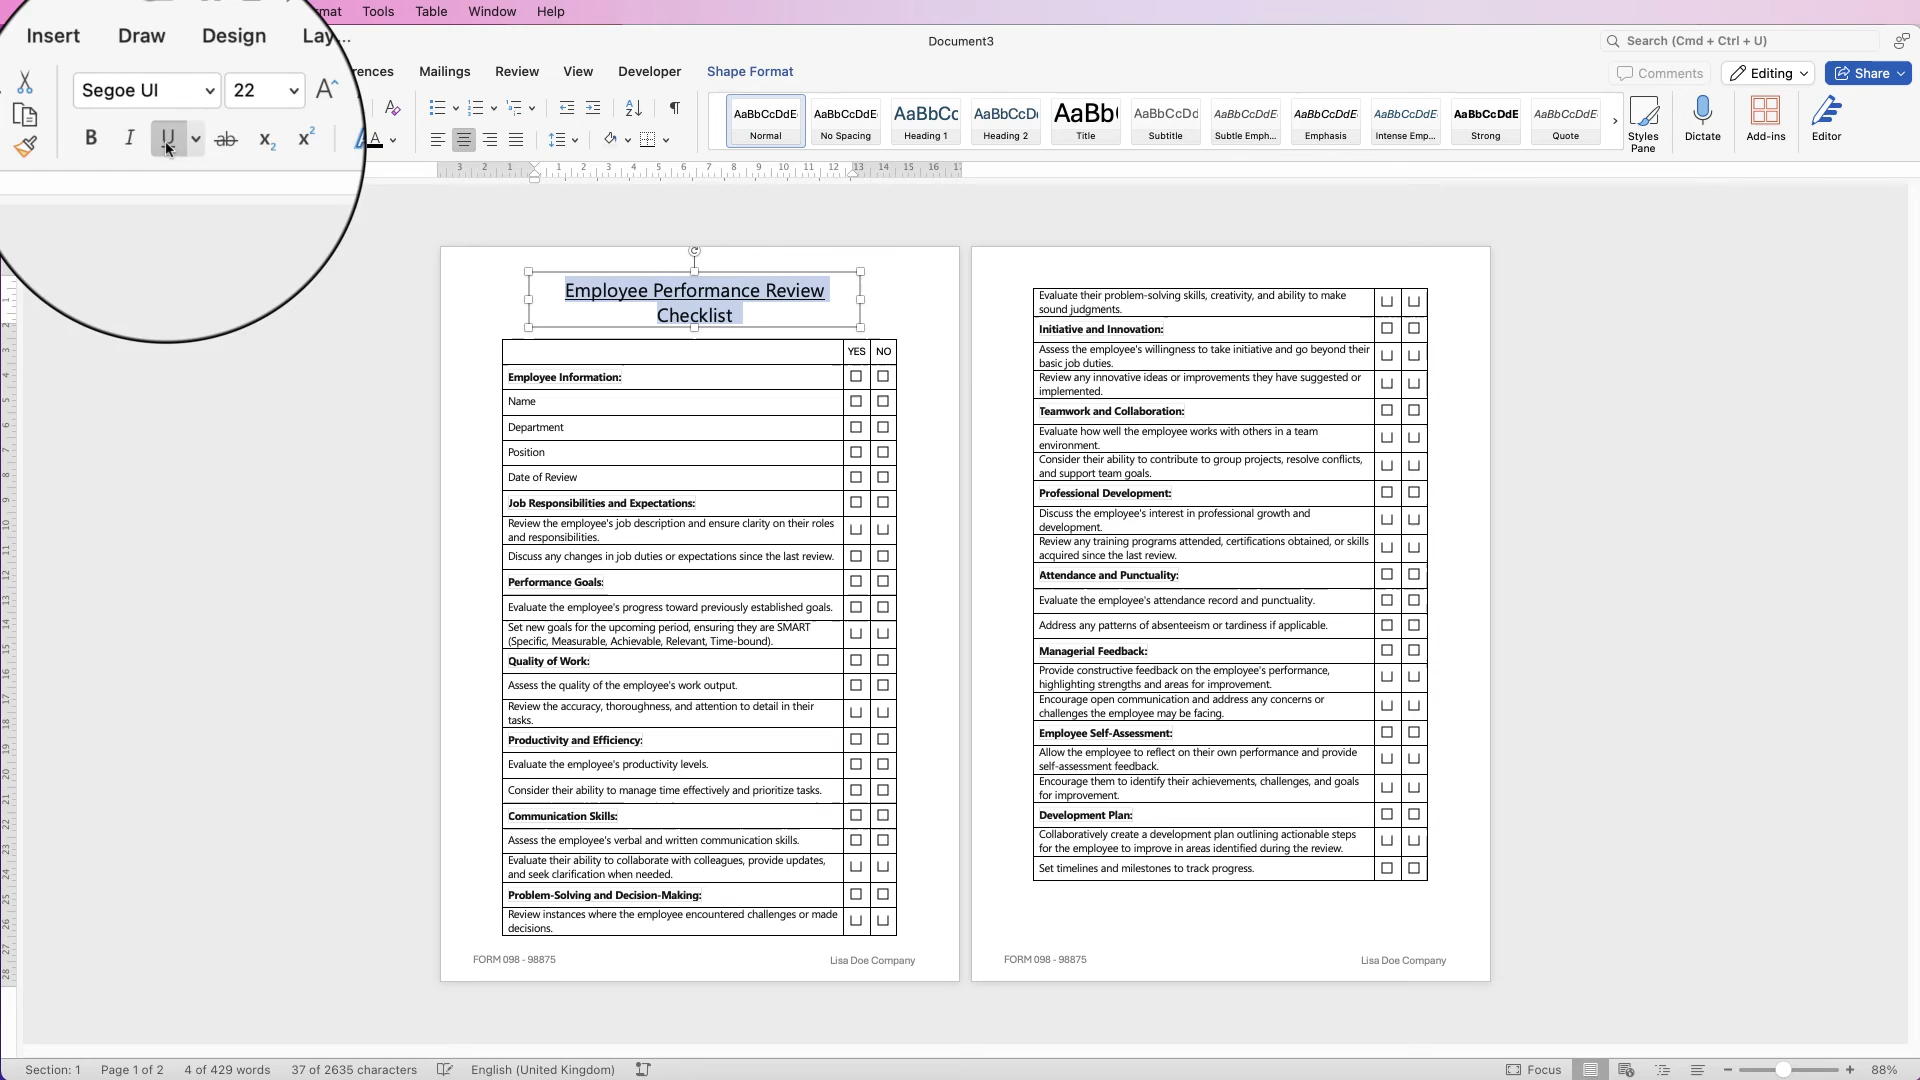 Tools Table Window Help
Insert Draw Design
Document3
Search (Cmd + Ctrl + U)
Mailings Review View Developer Shape Format
Comments Editing Share
Segoe UI 22
AaBbCcDdE AaBbCcDdE AaBbCc AaBbCcD AaBb AaBbCcDd AaBbCcDdE AaBbCcDdE AaBbCcDdE AaBbCcDdE AaBbCcDdE
Normal No Spacing Heading 1 Heading 2 Title Subtitle Subtle Emph... Emphasis Intense Emp... Strong Quote
Styles Pane Dictate Add-ins Editor
3 2 1 1 2 3 4 5 6 7 8 9 10 11 12 13 14 15 16 17
Employee Performance Review
Checklist
YES NO
Employee Information:
Name
Department
Position
Date of Review
Job Responsibilities and Expectations:
Review the employee's job description and ensure clarity on their roles
and responsibilities.
Discuss any changes in job duties or expectations since the last review.
Performance Goals:
Evaluate the employee's progress toward previously established goals.
Set new goals for the upcoming period, ensuring they are SMART
(Specific, Measurable, Achievable, Relevant, Time-bound).
Quality of Work:
Assess the quality of the employee's work output.
Review the accuracy, thoroughness, and attention to detail in their
tasks.
Productivity and Efficiency:
Evaluate the employee's productivity levels.
Consider their ability to manage time effectively and prioritize tasks.
Communication Skills:
Assess the employee's verbal and written communication skills.
Evaluate their ability to collaborate with colleagues, provide updates,
and seek clarification when needed.
Problem-Solving and Decision-Making:
Review instances where the employee encountered challenges or made
decisions.
FORM 098 - 98875 Lisa Doe Company
Evaluate their problem-solving skills, creativity, and ability to make
sound judgments.
Initiative and Innovation:
Assess the employee's willingness to take initiative and go beyond their
basic job duties.
Review any innovative ideas or improvements they have suggested or
implemented.
Teamwork and Collaboration:
Evaluate how well the employee works with others in a team
environment.
Consider their ability to contribute to group projects, resolve conflicts,
and support team goals.
Professional Development:
Discuss the employee's interest in professional growth and
development.
Review any training programs attended, certifications obtained, or skills
acquired since the last review.
Attendance and Punctuality:
Evaluate the employee's attendance record and punctuality.
Address any patterns of absenteeism or tardiness if applicable.
Managerial Feedback:
Provide constructive feedback on the employee's performance,
highlighting strengths and areas for improvement.
Encourage open communication and address any concerns or
challenges the employee may be facing.
Employee Self-Assessment:
Allow the employee to reflect on their own performance and provide
self-assessment feedback.
Encourage them to identify their achievements, challenges, and goals
for improvement.
Development Plan:
Collaboratively create a development plan outlining actionable steps
for the employee to improve in areas identified during the review.
Set timelines and milestones to track progress.
FORM 098 - 98875 Lisa Doe Company
Section: 1 Page 1 of 2 4 of 429 words 37 of 2635 characters English (United Kingdom) Focus 88%